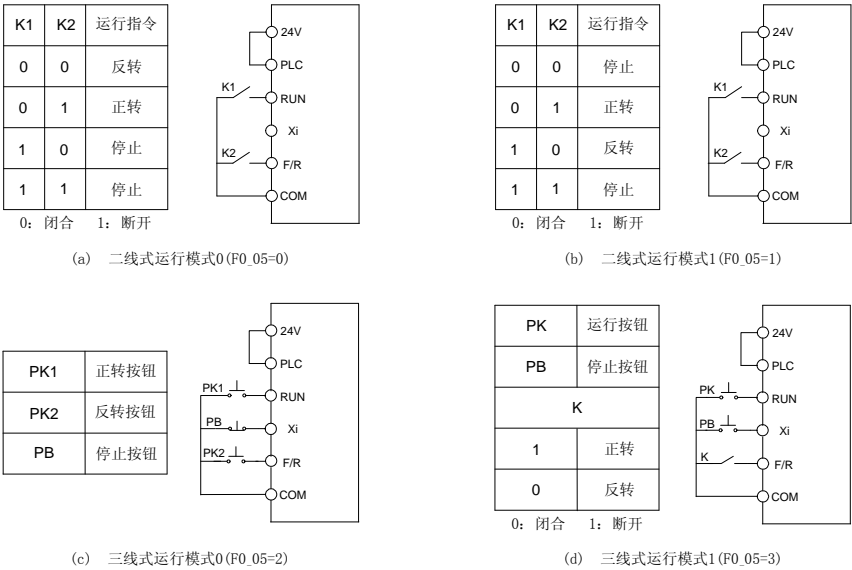 K1 K2 运行指令
0 0 反转
0 1 正转
1 0 停止
1 1 停止
0: 闭合 1: 断开
24V
PLC
K1
RUN
Xi
K2
F/R
COM
(a) 二线式运行模式0(F0_05=0)
K1 K2 运行指令
0 0 停止
0 1 正转
1 0 反转
1 1 停止
0: 闭合 1: 断开
24V
PLC
K1
RUN
Xi
K2
F/R
COM
(b) 二线式运行模式1(F0_05=1)
PK1 正转按钮
PK2 反转按钮
PB 停止按钮
24V
PLC
PK1
RUN
PB
Xi
PK2
F/R
COM
(c) 三线式运行模式0(F0_05=2)
PK 运行按钮
PB 停止按钮
K
1 正转
0 反转
0: 闭合 1: 断开
24V
PLC
PK
RUN
PB
Xi
K
F/R
COM
(d) 三线式运行模式1(F0_05=3)